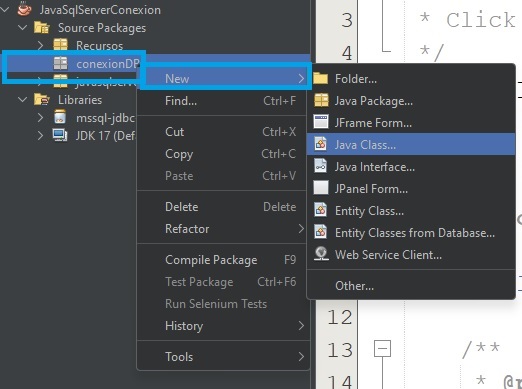 JavaSqlServerConexion
Source Packages
Recursos
conexionDP
javasqlserv
Libraries
mssql-jdbc
JDK 17 (Def
New
Find... Ctrl+F
Cut Ctrl+X
Copy Ctrl+C
Paste Ctrl+V
Delete Delete
Refactor
Compile Package F9
Test Package Ctrl+F6
Run Selenium Tests
History
Tools
Folder...
Java Package...
JFrame Form...
Java Class...
Java Interface...
JPanel Form...
Entity Class...
Entity Classes from Database...
Web Service Client...
Other...
3 * Click
4 */
12
13 /**
14 * @p